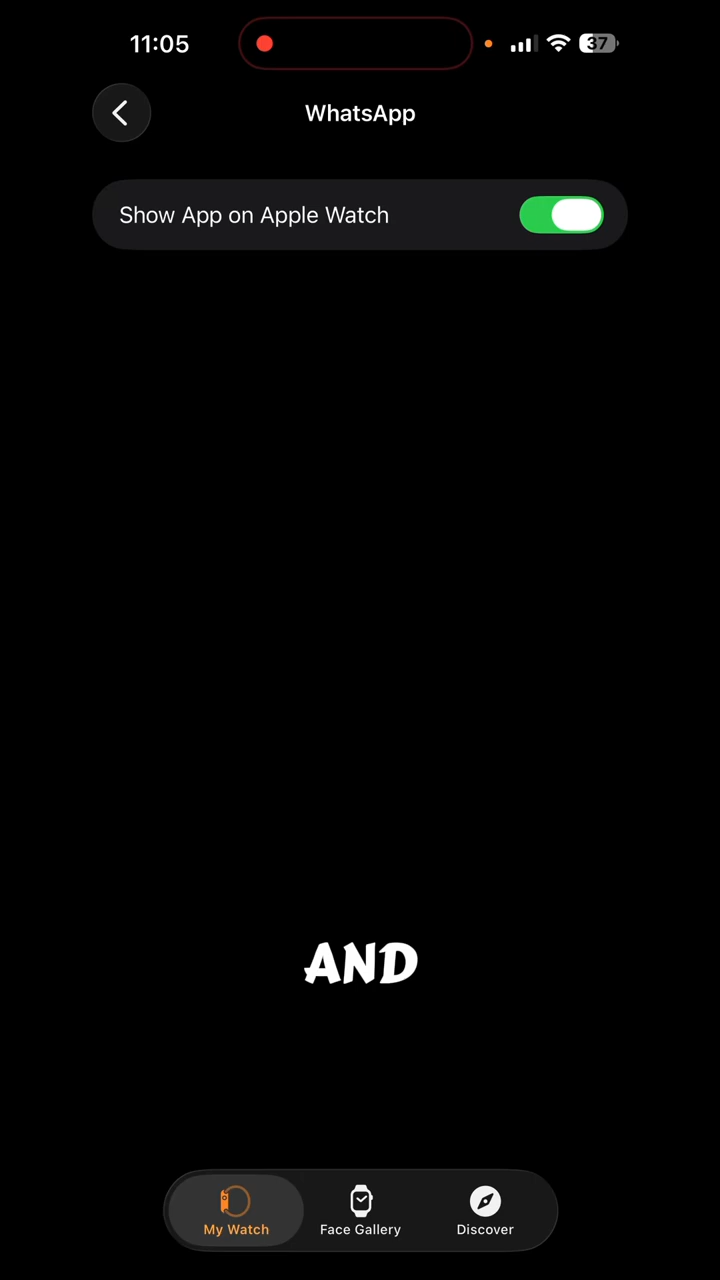 11:05
37
WhatsApp
Show App on Apple Watch
AND
My Watch
Face Gallery
Discover